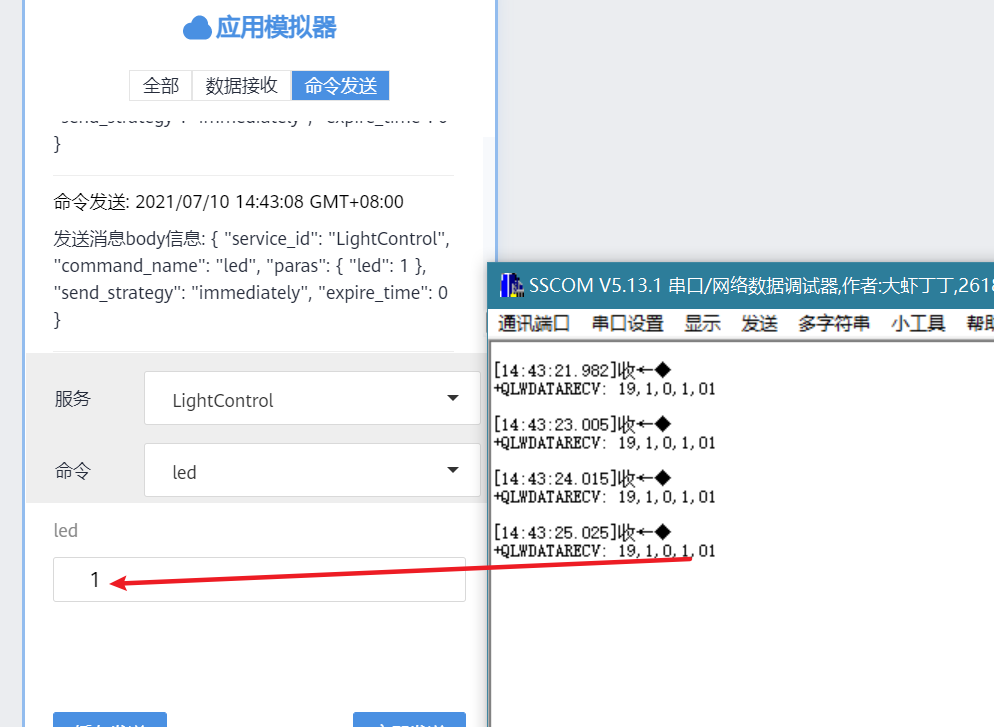 应用模拟器
全部 数据接收 命令发送
"send_strategy": "immediately", "expire_time": 0
}
命令发送: 2021/07/10 14:43:08 GMT+08:00
发送消息body信息: { "service_id": "LightControl",
"command_name": "led", "paras": { "led": 1 },
"send_strategy": "immediately", "expire_time": 0
}
服务 LightControl
命令 led
led
1
SSCOM V5.13.1 串口/网络数据调试器,作者:大虾丁丁,2618
通讯端口 串口设置 显示 发送 多字符串 小工具 帮助
[14:43:21.982]收←◆
+QLWDATARECV: 19,1,0,1,01
[14:43:23.005]收←◆
+QLWDATARECV: 19,1,0,1,01
[14:43:24.015]收←◆
+QLWDATARECV: 19,1,0,1,01
[14:43:25.025]收←◆
+QLWDATARECV: 19,1,0,1,01